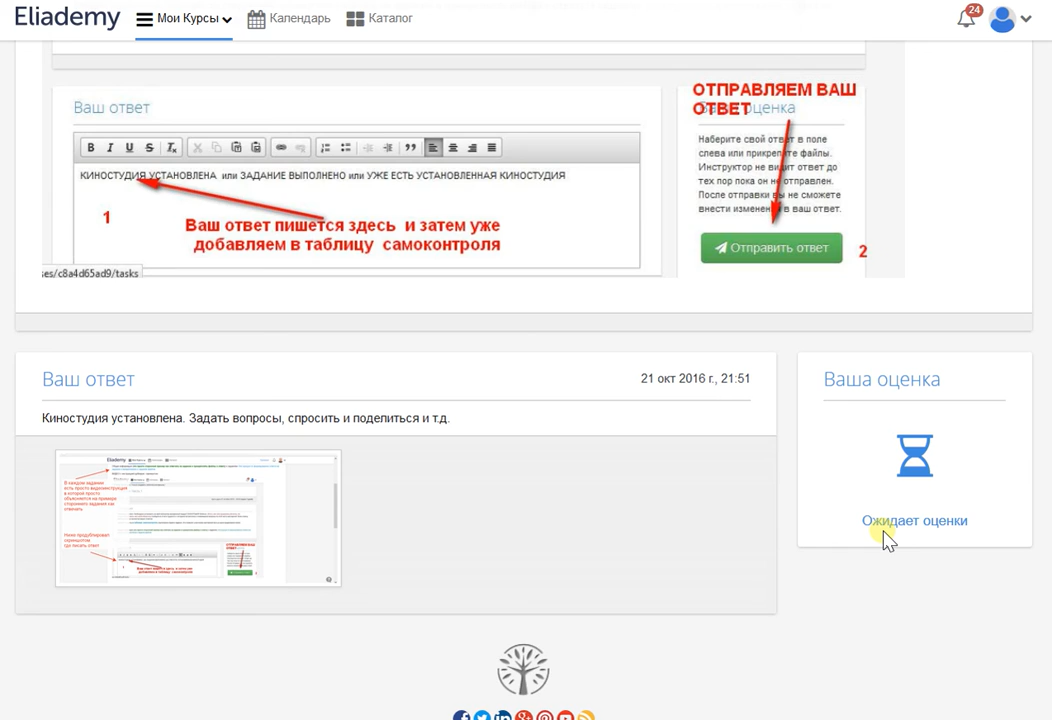 Eliademy
Мои Курсы
Календарь
Каталог
24
Ваш ответ
КИНОСТУДИЯ УСТАНОВЛЕНА или ЗАДАНИЕ ВЫПОЛНЕНО или УЖЕ ЕСТЬ УСТАНОВЛЕННАЯ КИНОСТУДИЯ
1
Ваш ответ пишется здесь и затем уже
добавляем в таблицу самоконтроля
ses/c8a4d65ad9/tasks
ОТПРАВЛЯЕМ ВАШ
ОТВЕТ
оценка
Наберите свой ответ в поле
слева или прикрепите файлы.
Инструктор не видит ответ до
тех пор пока он не отправлен.
После отправки вы не сможете
внести изменения в ваш ответ.
Отправить ответ
2
Ваш ответ
21 окт 2016 г., 21:51
Киностудия установлена. Задать вопросы, спросить и поделиться и т.д.
Ваша оценка
Ожидает оценки